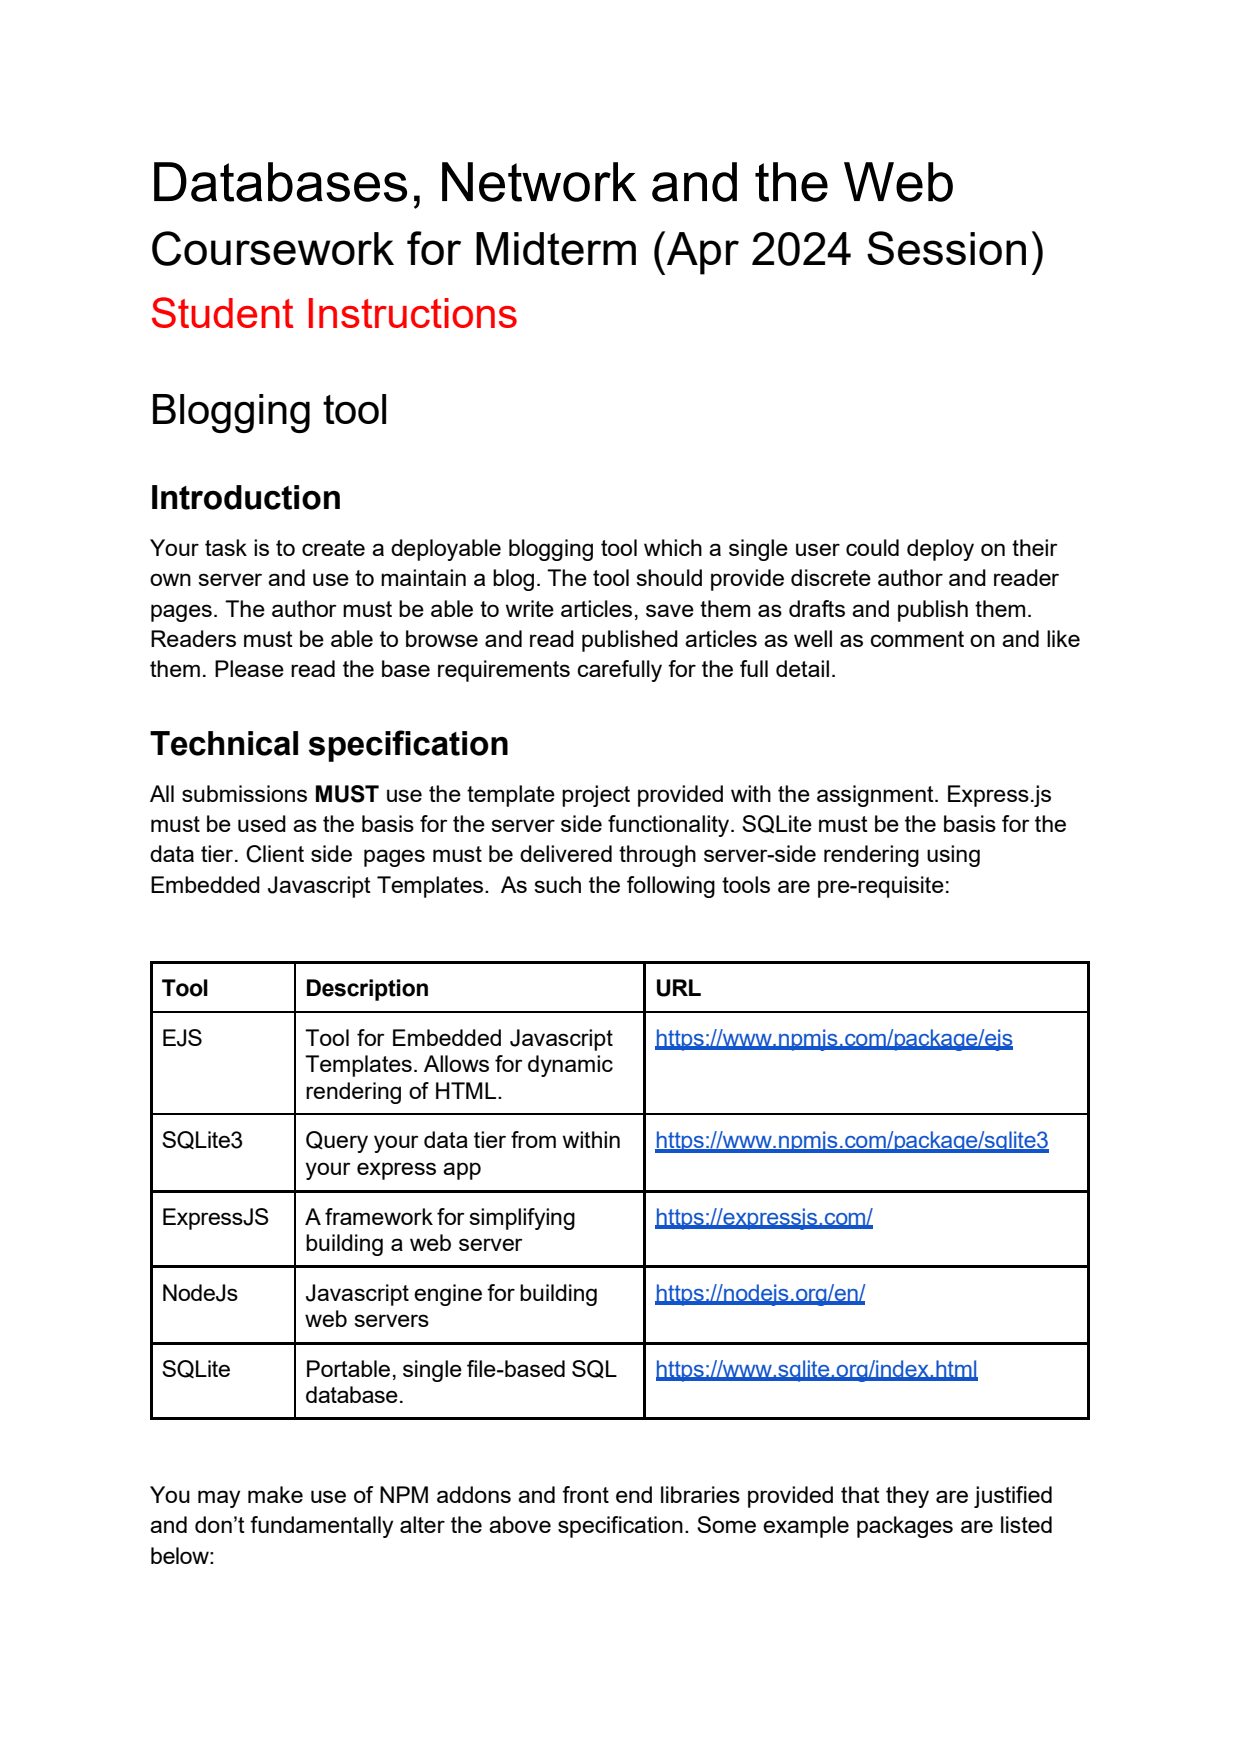 Databases, Network and the Web
Coursework for Midterm (Apr 2024 Session)
Student Instructions
Blogging tool
Introduction
Your task is to create a deployable blogging tool which a single user could deploy on their
own server and use to maintain a blog. The tool should provide discrete author and reader
pages. The author must be able to write articles, save them as drafts and publish them.
Readers must be able to browse and read published articles as well as comment on and like
them. Please read the base requirements carefully for the full detail.
Technical specification
All submissions MUST use the template project provided with the assignment. Express.js
must be used as the basis for the server side functionality. SQLite must be the basis for the
data tier. Client side pages must be delivered through server-side rendering using
Embedded Javascript Templates. As such the following tools are pre-requisite:
Tool Description URL
EJS Tool for Embedded Javascript https://www.npmjs.com/package/ejs
Templates. Allows for dynamic
rendering of HTML.
SQLite3 Query your data tier from within https://www.npmjs.com/package/sqlite3
your express app
ExpressJS A framework for simplifying https://expressjs.com/
building a web server
NodeJs Javascript engine for building https://nodejs.org/en/
web servers
SQLite Portable, single file-based SQL https://www.sqlite.org/index.html
database.
You may make use of NPM addons and front end libraries provided that they are justified
and don’t fundamentally alter the above specification. Some example packages are listed
below: